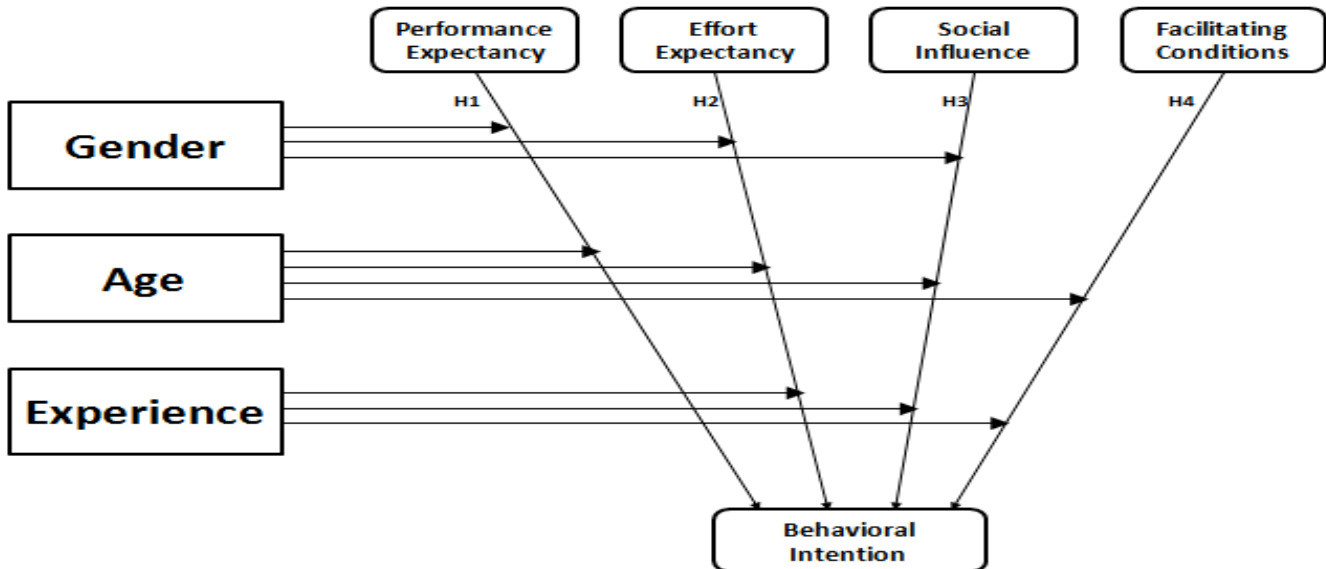 Performance
Expectancy
Effort
Expectancy
Social
Influence
Facilitating
Conditions
H1
H2
H3
H4
Gender
Age
Experience
Behavioral
Intention